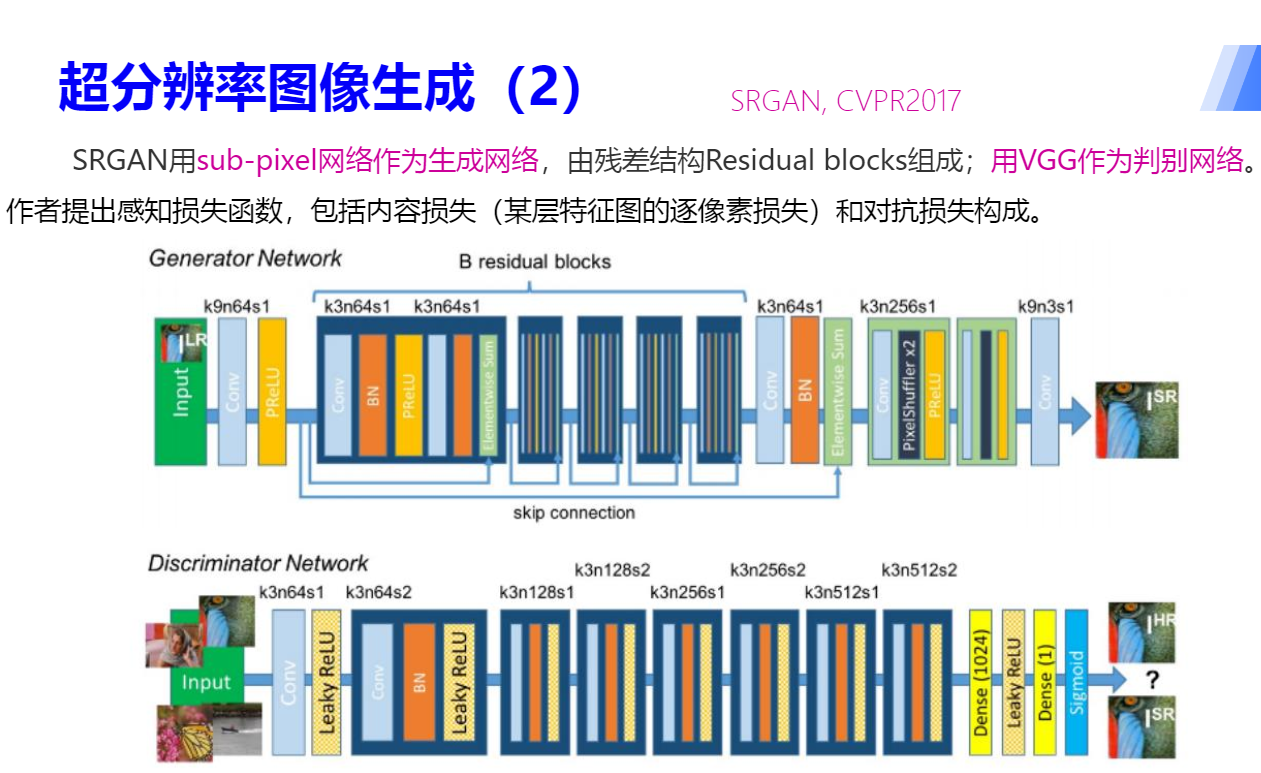 超分辨率图像生成（2）
SRGAN, CVPR2017
SRGAN用sub-pixel网络作为生成网络，由残差结构Residual blocks组成；用VGG作为判别网络。
作者提出感知损失函数，包括内容损失（某层特征图的逐像素损失）和对抗损失构成。
Generator Network
B residual blocks
k9n64s1
k3n64s1
k3n64s1
k3n64s1
k3n256s1
k9n3s1
I LR
Input
Conv
PReLU
Conv
BN
PReLU
Elementwise Sum
Conv
BN
Elementwise Sum
Conv
PixelShuffler x2
PReLU
Conv
I SR
skip connection
Discriminator Network
k3n128s2
k3n256s2
k3n512s2
k3n64s1
k3n64s2
k3n128s1
k3n256s1
k3n512s1
Input
Conv
Leaky ReLU
Conv
BN
Leaky ReLU
Dense (1024)
Leaky ReLU
Dense (1)
Sigmoid
I HR
?
I SR